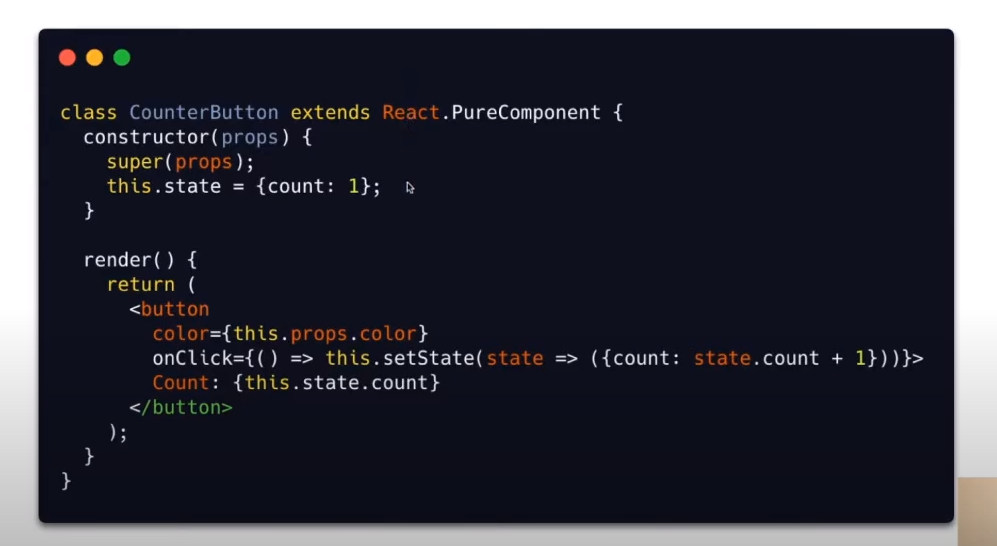 class CounterButton extends React.PureComponent {
  constructor(props) {
    super(props);
    this.state = {count: 1};
  }

  render() {
    return (
      <button
        color={this.props.color}
        onClick={() => this.setState(state => ({count: state.count + 1}))}>
        Count: {this.state.count}
      </button>
    );
  }
}